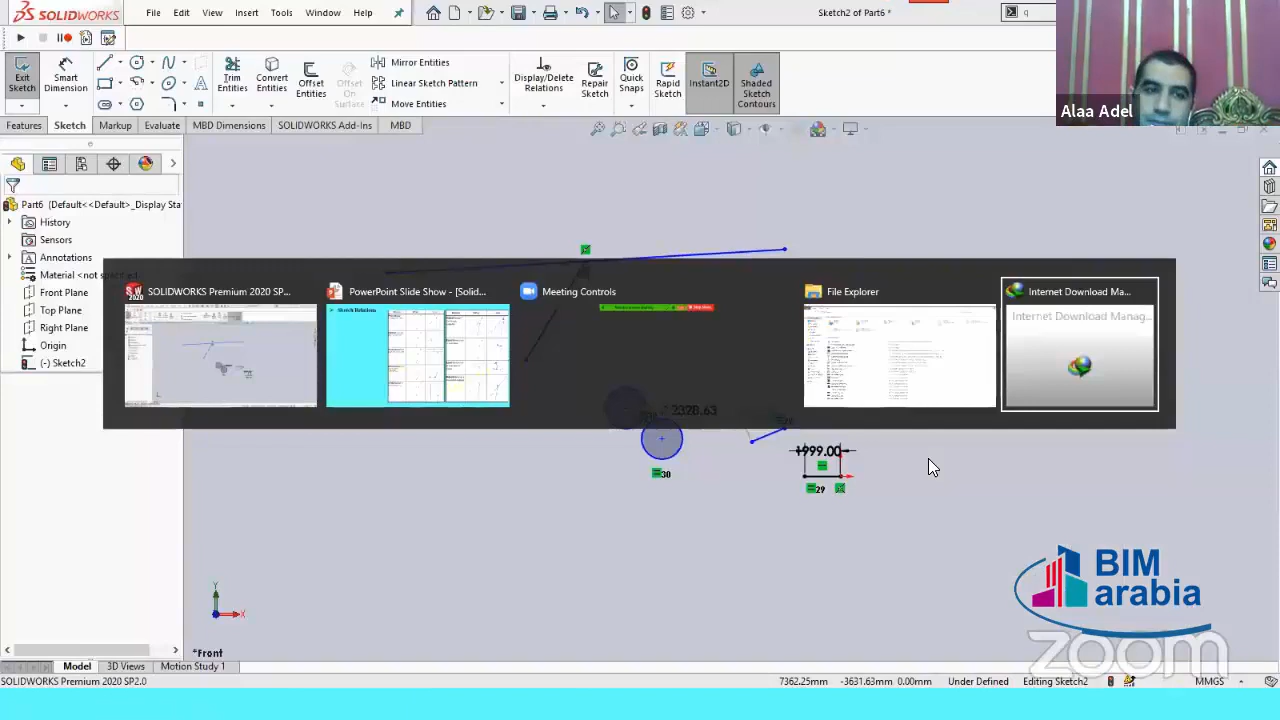 SOLIDWORKS File Edit View Insert Tools Window Help Sketch2 of Part6 * q
Exit Sketch
Smart Dimension
Trim Entities
Convert Entities
Offset Entities
Offset On Surface
Mirror Entities
Linear Sketch Pattern
Move Entities
Display/Delete Relations
Repair Sketch
Quick Snaps
Rapid Sketch
Instant2D
Shaded Sketch Contours
Alaa Adel
Features Sketch Markup Evaluate MBD Dimensions SOLIDWORKS Add-Ins MBD
Part6 (Default<<Default>_Display Sta
History
Sensors
Annotations
Material <not specified>
Front Plane
Top Plane
Right Plane
Origin
(-) Sketch2
SOLIDWORKS Premium 2020 SP...
PowerPoint Slide Show - [Solid...
Meeting Controls
File Explorer
Internet Download Ma...
Internet Download Manag...
Sketch Relations
2328.63
1999.00
30
29
BIM
arabia
zoom
Y
X
*Front
Model 3D Views Motion Study 1
SOLIDWORKS Premium 2020 SP2.0 7362.25mm -3631.63mm 0.00mm Under Defined Editing Sketch2 MMGS